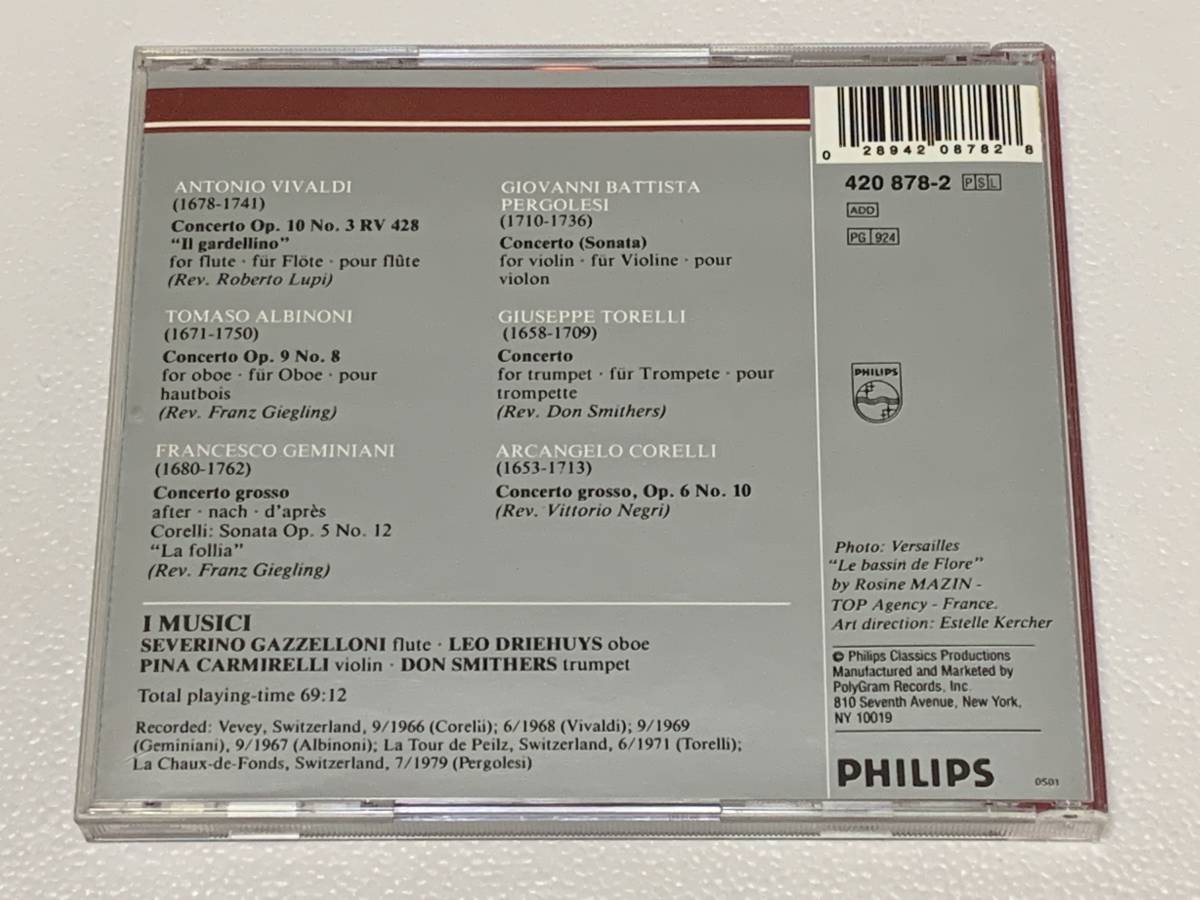 ANTONIO VIVALDI
(1678-1741)
Concerto Op. 10 No. 3 RV 428
“Il gardellino”
for flute · für Flöte · pour flûte
(Rev. Roberto Lupi)
TOMASO ALBINONI
(1671-1750)
Concerto Op. 9 No. 8
for oboe · für Oboe · pour
hautbois
(Rev. Franz Giegling)
FRANCESCO GEMINIANI
(1680-1762)
Concerto grosso
after · nach · d'après
Corelli: Sonata Op. 5 No. 12
“La follia”
(Rev. Franz Giegling)
GIOVANNI BATTISTA
PERGOLESI
(1710-1736)
Concerto (Sonata)
for violin · für Violine · pour
violon
GIUSEPPE TORELLI
(1658-1709)
Concerto
for trumpet · für Trompete · pour
trompette
(Rev. Don Smithers)
ARCANGELO CORELLI
(1653-1713)
Concerto grosso, Op. 6 No. 10
(Rev. Vittorio Negri)
I MUSICI
SEVERINO GAZZELLONI flute · LEO DRIEHUYS oboe
PINA CARMIRELLI violin · DON SMITHERS trumpet
Total playing-time 69:12
Recorded: Vevey, Switzerland, 9/1966 (Corelii); 6/1968 (Vivaldi); 9/1969
(Geminiani), 9/1967 (Albinoni); La Tour de Peilz, Switzerland, 6/1971 (Torelli);
La Chaux-de-Fonds, Switzerland, 7/1979 (Pergolesi)
0 28942 08782 8
420 878-2 PSL
ADD
PG 924
PHILIPS
Photo: Versailles
“Le bassin de Flore”
by Rosine MAZIN -
TOP Agency - France.
Art direction: Estelle Kercher
© Philips Classics Productions
Manufactured and Marketed by
PolyGram Records, Inc.
810 Seventh Avenue, New York,
NY 10019
PHILIPS
0501